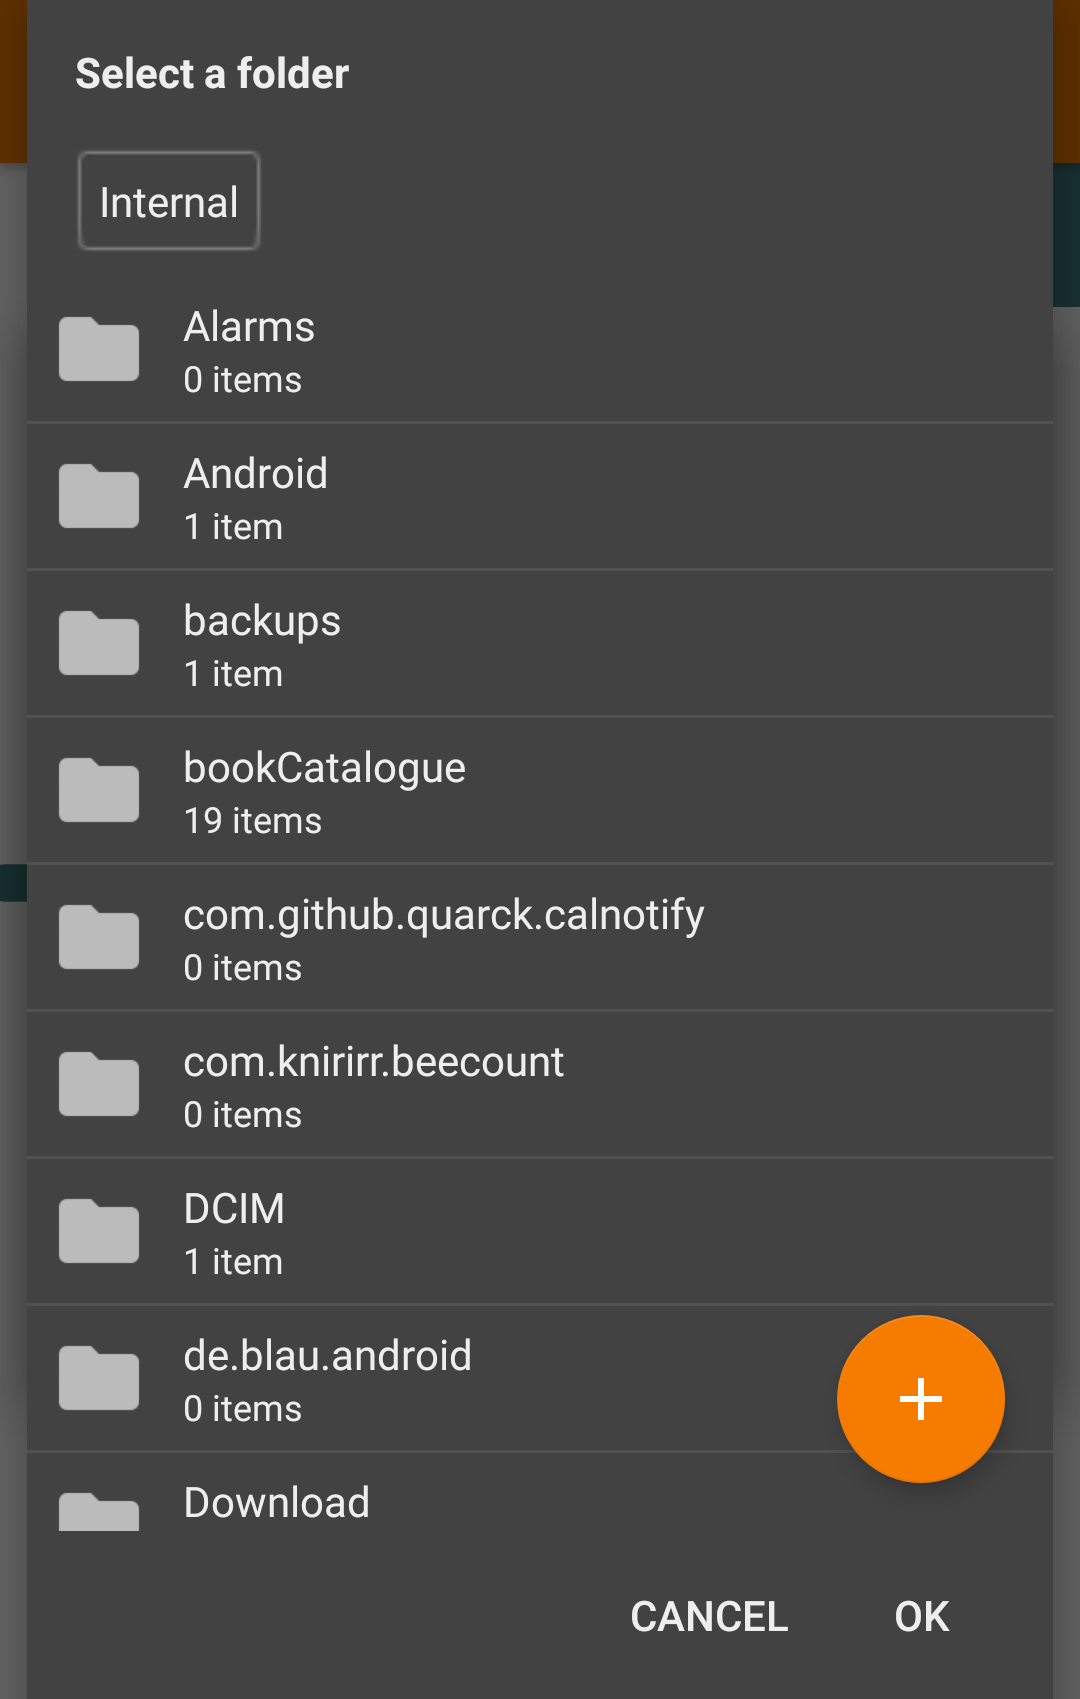 Select a folder
Internal
Alarms
0 items
Android
1 item
backups
1 item
bookCatalogue
19 items
com.github.quarck.calnotify
0 items
com.knirirr.beecount
0 items
DCIM
1 item
de.blau.android
0 items
Download
CANCEL OK